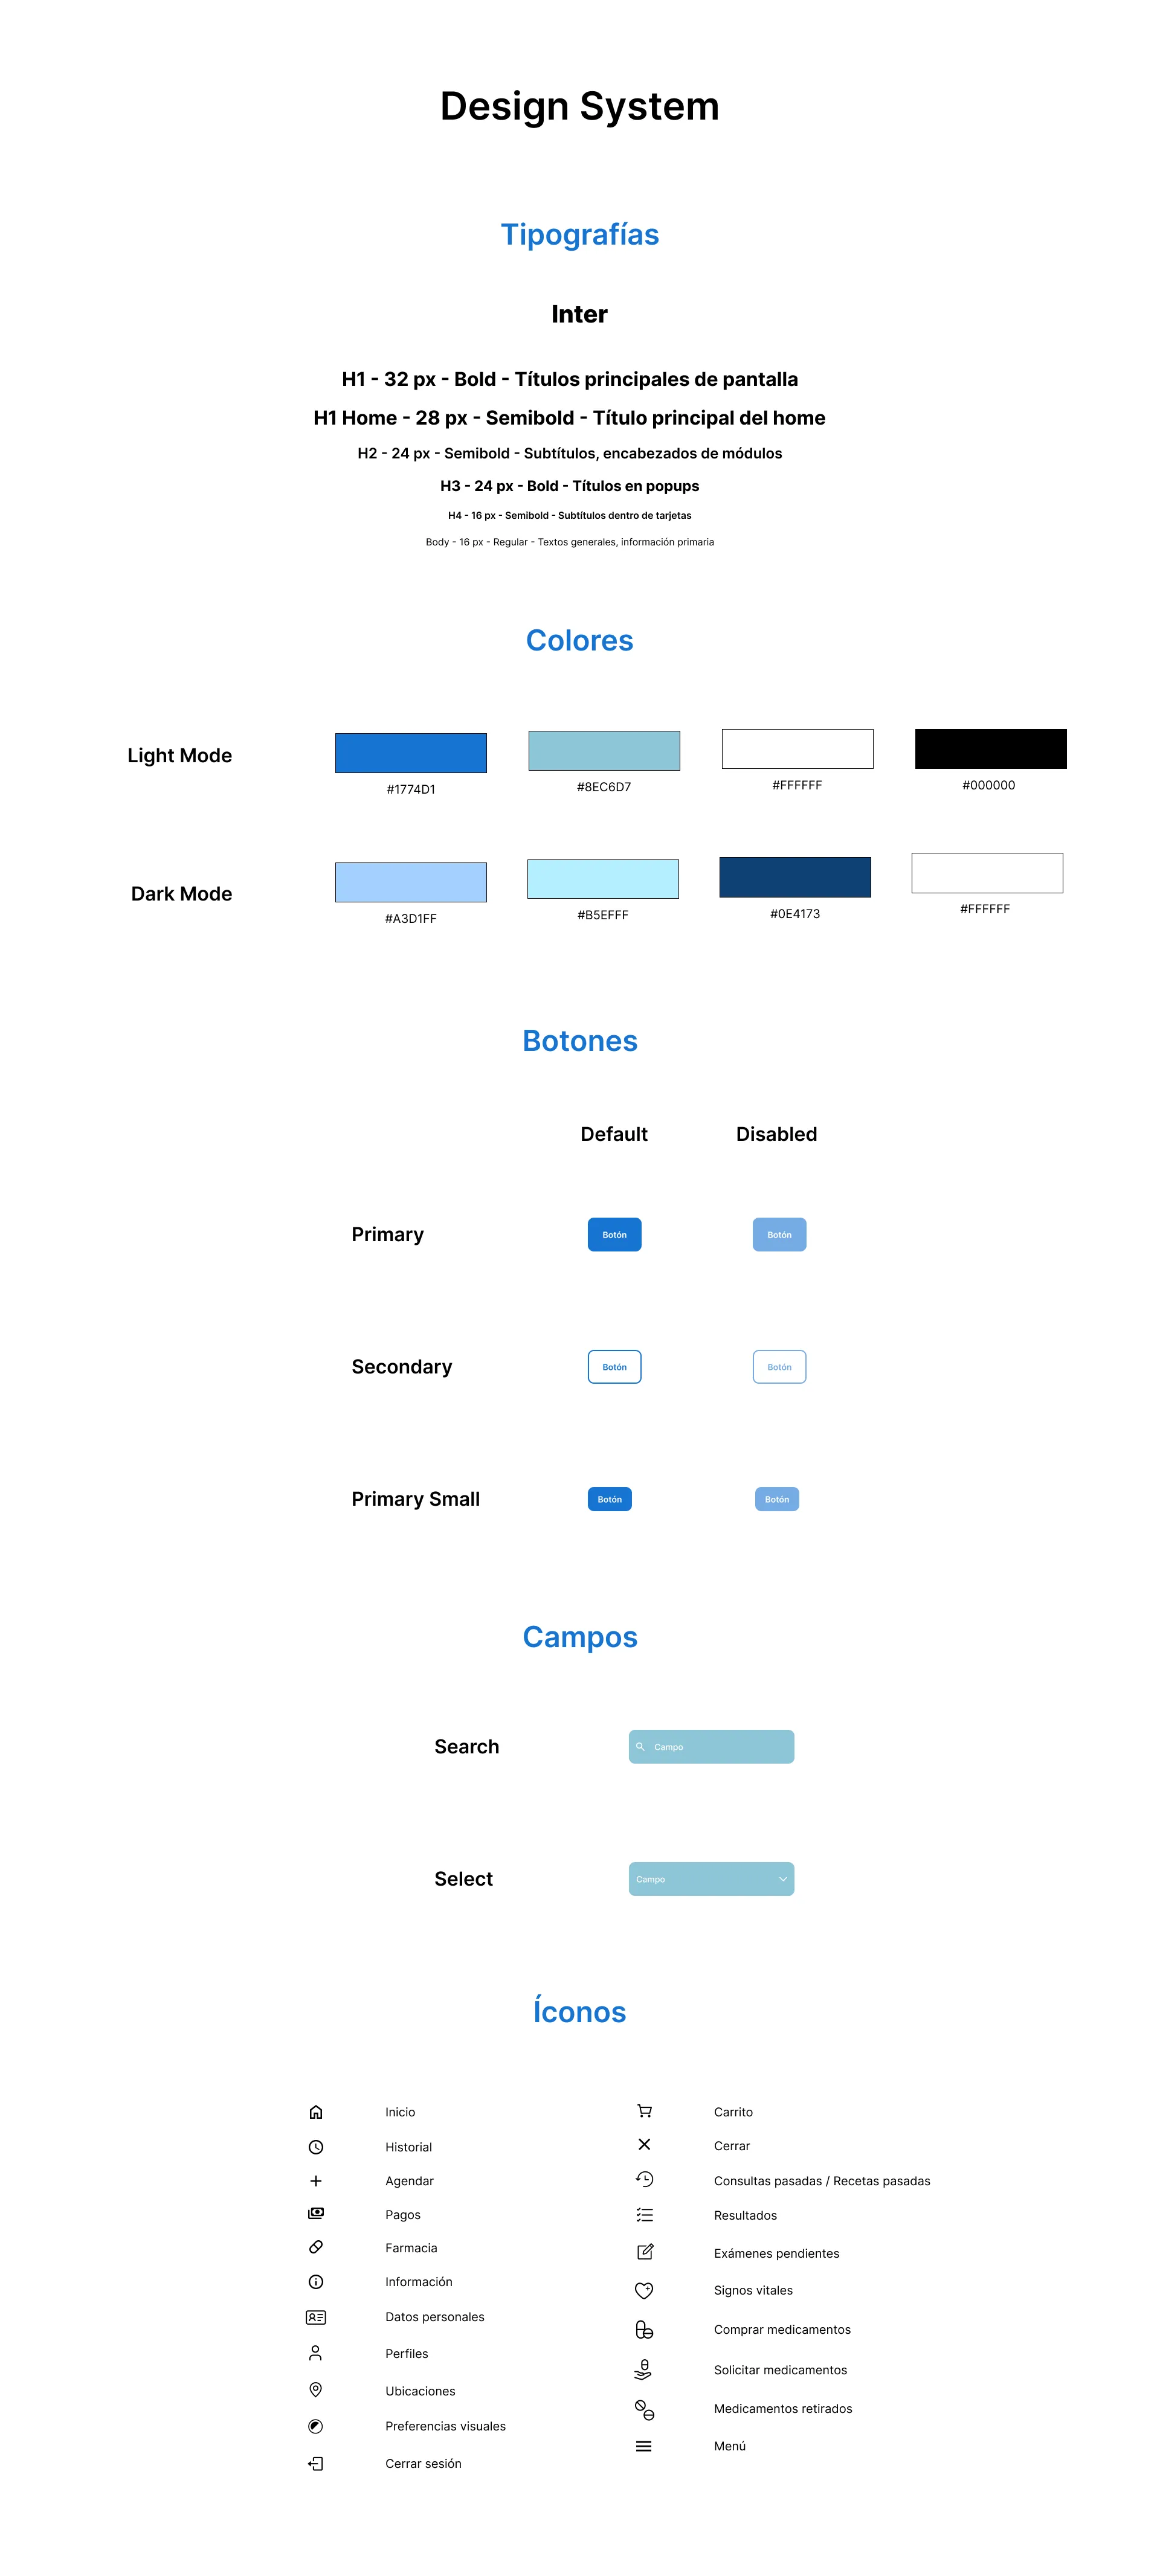 Design System
Tipografías
Inter
H1 - 32 px - Bold - Títulos principales de pantalla
H1 Home - 28 px - Semibold - Título principal del home
H2 - 24 px - Semibold - Subtítulos, encabezados de módulos
H3 - 24 px - Bold - Títulos en popups
H4 - 16 px - Semibold - Subtítulos dentro de tarjetas
Body - 16 px - Regular - Textos generales, información primaria
Colores
Light Mode
#1774D1
#8EC6D7
#FFFFFF
#000000
Dark Mode
#A3D1FF
#B5EFFF
#0E4173
#FFFFFF
Botones
Default
Disabled
Primary
Botón
Botón
Secondary
Botón
Botón
Primary Small
Botón
Botón
Campos
Search
Campo
Select
Campo
Íconos
Inicio
Historial
Agendar
Pagos
Farmacia
Información
Datos personales
Perfiles
Ubicaciones
Preferencias visuales
Cerrar sesión
Carrito
Cerrar
Consultas pasadas / Recetas pasadas
Resultados
Exámenes pendientes
Signos vitales
Comprar medicamentos
Solicitar medicamentos
Medicamentos retirados
Menú